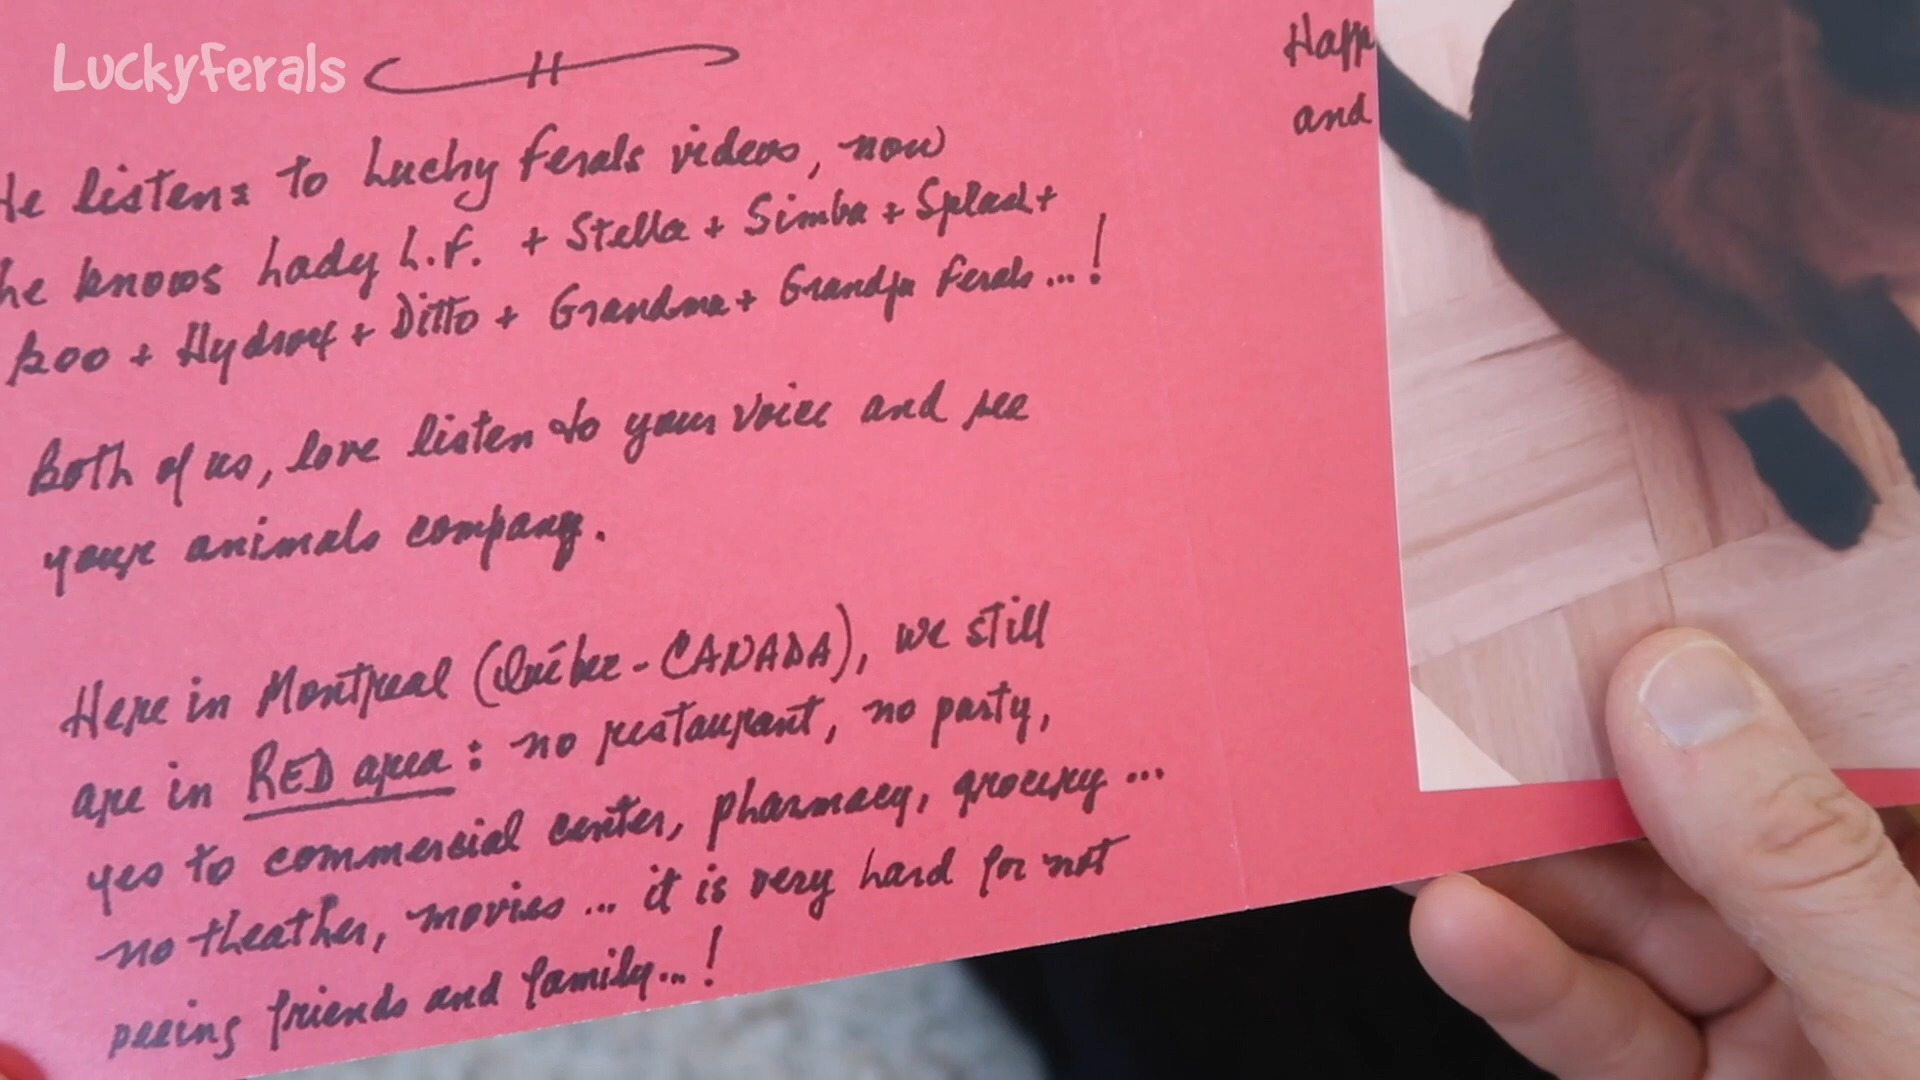 LuckyFerals
He listens to Lucky Ferals videos, now
he knows Lady L.F. + Stella + Simba + Splash +
Boo + Hydrox + Ditto + Grandma + Grandpa Ferals...!
Both of us, love listen to your voice and see
your animals company.
Here in Montreal (Québec-CANADA), we still
are in RED area: no restaurant, no party,
yes to commercial center, pharmacy, grocery...
no theather, movies... it is very hard for not
seeing friends and family...!
Happ
and